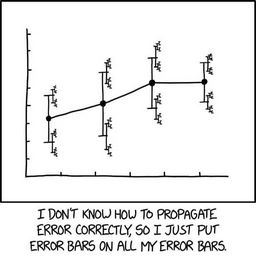 I DON'T KNOW HOW TO PROPAGATE
ERROR CORRECTLY, SO I JUST PUT
ERROR BARS ON ALL MY ERROR BARS.